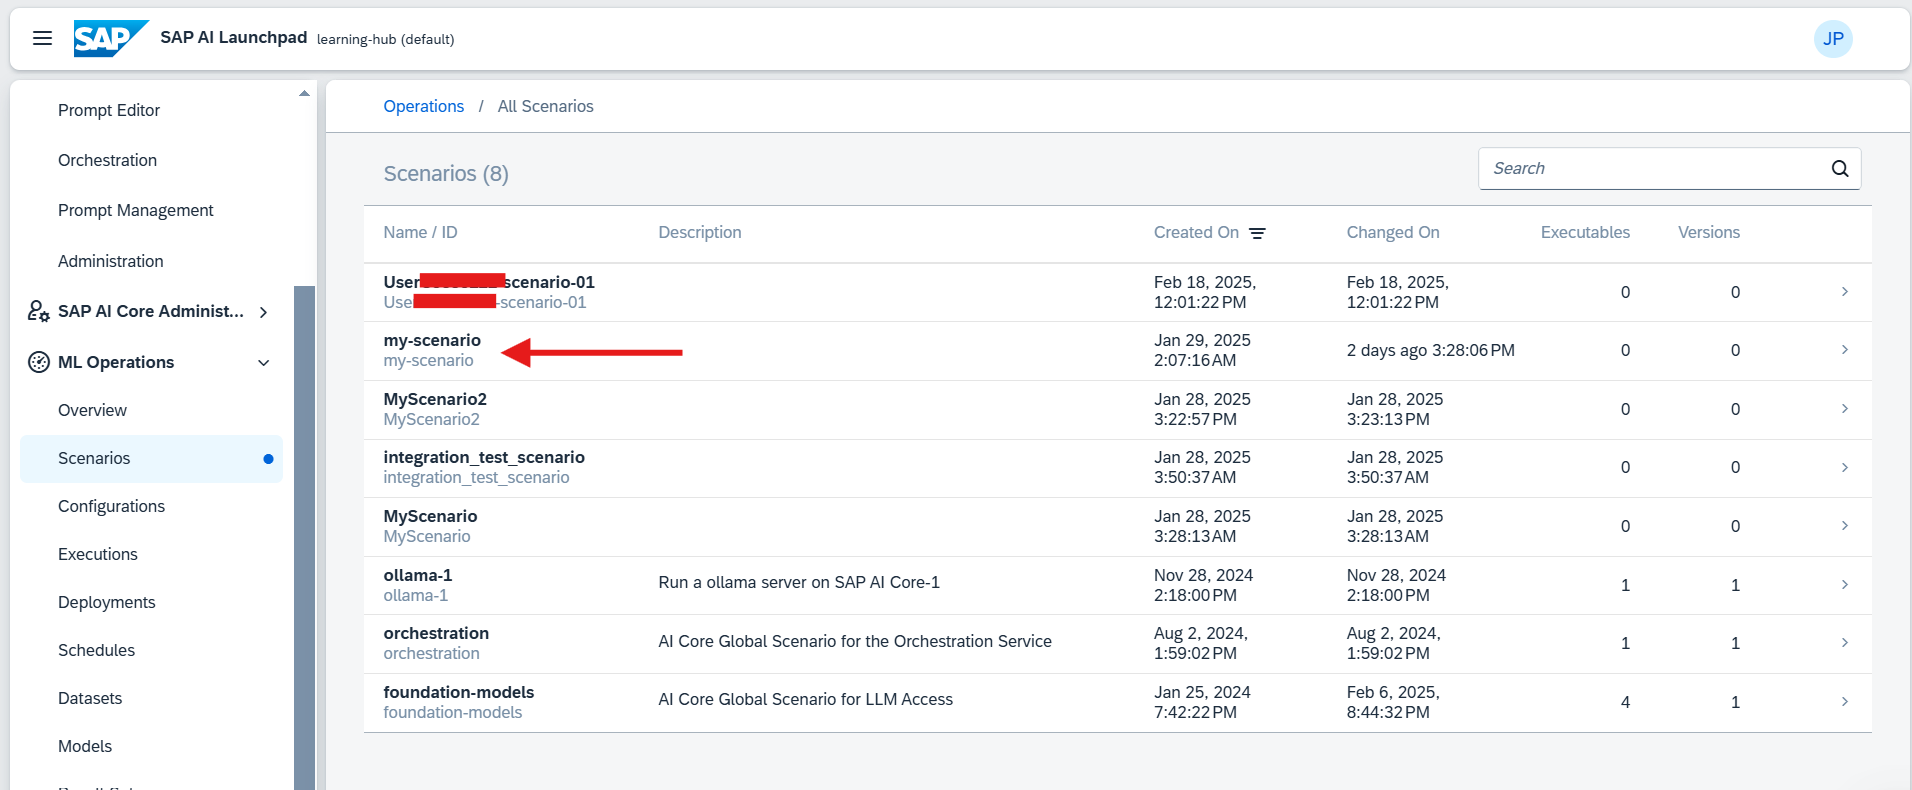 SAP SAP AI Launchpad learning-hub (default) JP
Prompt Editor
Orchestration
Prompt Management
Administration
SAP AI Core Administ...
ML Operations
Overview
Scenarios
Configurations
Executions
Deployments
Schedules
Datasets
Models
Operations / All Scenarios
Scenarios (8)
Search
Name / ID Description Created On Changed On Executables Versions
User scenario-01 Feb 18, 2025, Feb 18, 2025,
Use -scenario-01 12:01:22 PM 12:01:22 PM 0 0
my-scenario Jan 29, 2025
my-scenario 2:07:16 AM 2 days ago 3:28:06 PM 0 0
MyScenario2 Jan 28, 2025 Jan 28, 2025
MyScenario2 3:22:57 PM 3:23:13 PM 0 0
integration_test_scenario Jan 28, 2025 Jan 28, 2025
integration_test_scenario 3:50:37 AM 3:50:37 AM 0 0
MyScenario Jan 28, 2025 Jan 28, 2025
MyScenario 3:28:13 AM 3:28:13 AM 0 0
ollama-1 Run a ollama server on SAP AI Core-1 Nov 28, 2024 Nov 28, 2024
ollama-1 2:18:00 PM 2:18:00 PM 1 1
orchestration AI Core Global Scenario for the Orchestration Service Aug 2, 2024, Aug 2, 2024,
orchestration 1:59:02 PM 1:59:02 PM 1 1
foundation-models AI Core Global Scenario for LLM Access Jan 25, 2024 Feb 6, 2025,
foundation-models 7:42:22 PM 8:44:32 PM 4 1